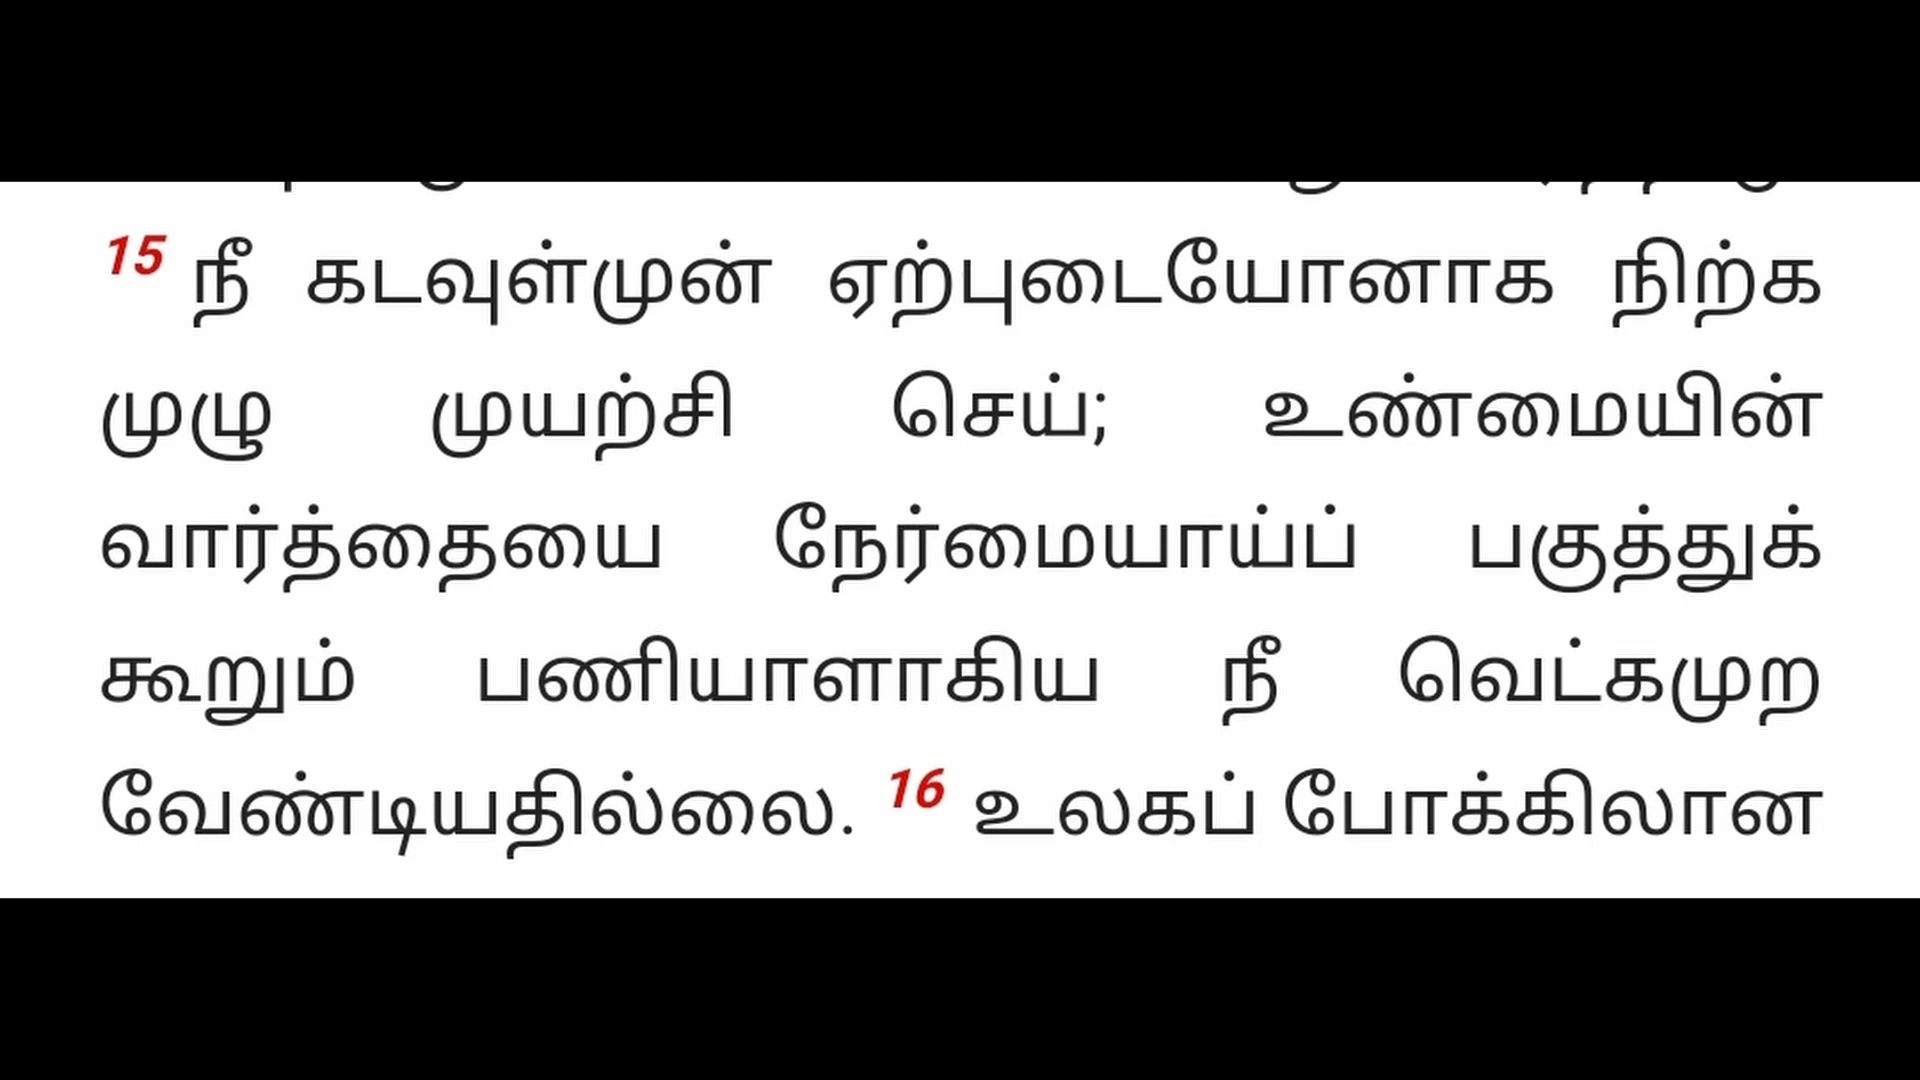 15 நீ கடவுள்முன் ஏற்புடையோனாக நிற்க
முழு முயற்சி செய்; உண்மையின்
வார்த்தையை நேர்மையாய்ப் பகுத்துக்
கூறும் பணியாளாகிய நீ வெட்கமுற
வேண்டியதில்லை. 16 உலகப் போக்கிலான